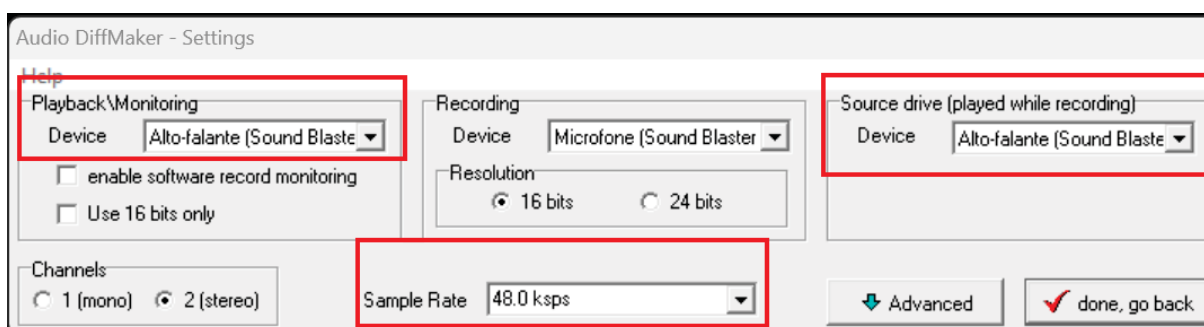 Audio DiffMaker - Settings
Help
Playback\Monitoring
Device Alto-falante (Sound Blaste
enable software record monitoring
Use 16 bits only
Recording
Device Microfone (Sound Blaster
Resolution
16 bits 24 bits
Source drive (played while recording)
Device Alto-falante (Sound Blaste
Channels
1 (mono) 2 (stereo)
Sample Rate 48.0 ksps
Advanced
done, go back